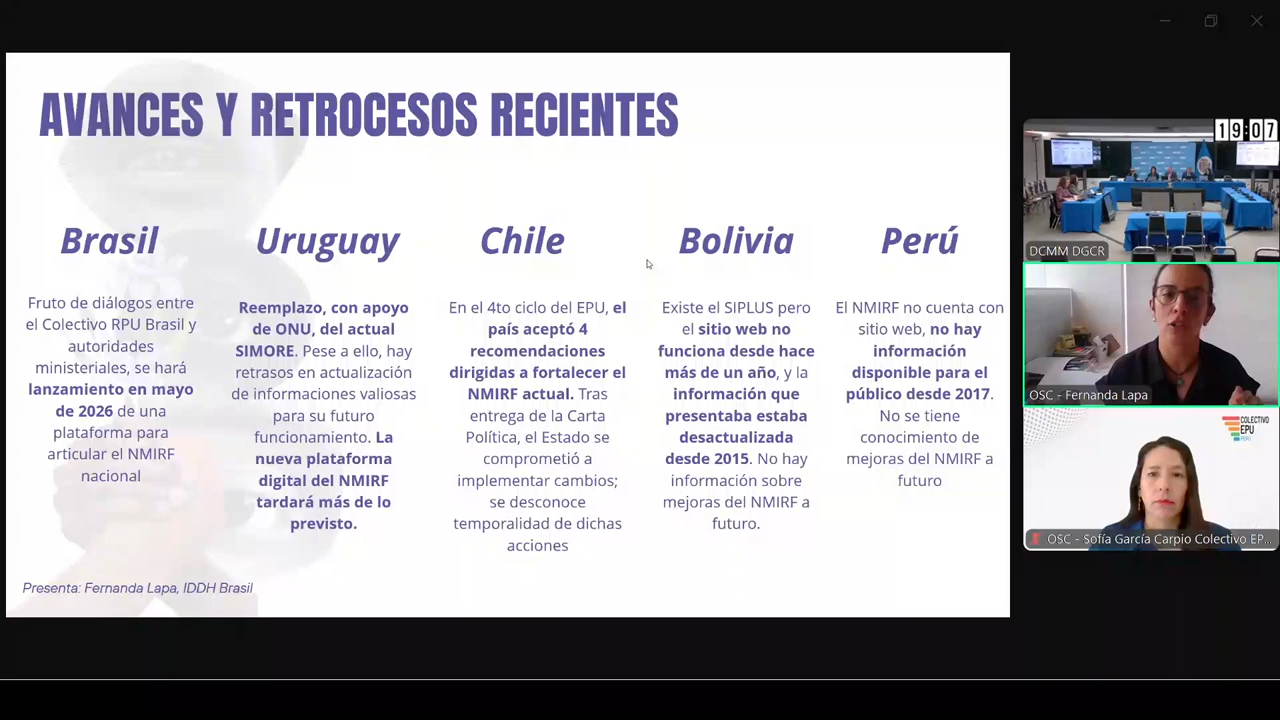 AVANCES Y RETROCESOS RECIENTES
Brasil
Fruto de diálogos entre
el Colectivo RPU Brasil y
autoridades
ministeriales, se hará
lanzamiento en mayo
de 2026 de una
plataforma para
articular el NMIRF
nacional
Uruguay
Reemplazo, con apoyo
de ONU, del actual
SIMORE. Pese a ello, hay
retrasos en actualización
de informaciones valiosas
para su futuro
funcionamiento. La
nueva plataforma
digital del NMIRF
tardará más de lo
previsto.
Chile
En el 4to ciclo del EPU, el
país aceptó 4
recomendaciones
dirigidas a fortalecer el
NMIRF actual. Tras
entrega de la Carta
Política, el Estado se
comprometió a
implementar cambios;
se desconoce
temporalidad de dichas
acciones
Bolivia
Existe el SIPLUS pero
el sitio web no
funciona desde hace
más de un año, y la
información que
presentaba estaba
desactualizada
desde 2015. No hay
información sobre
mejoras del NMIRF a
futuro.
Perú
El NMIRF no cuenta con
sitio web, no hay
información
disponible para el
público desde 2017.
No se tiene
conocimiento de
mejoras del NMIRF a
futuro
Presenta: Fernanda Lapa, IDDH Brasil
19:07
DCMM DGCR
OSC - Fernanda Lapa
COLECTIVO
EPU
PERÚ
OSC - Sofía García Carpio Colectivo EP...